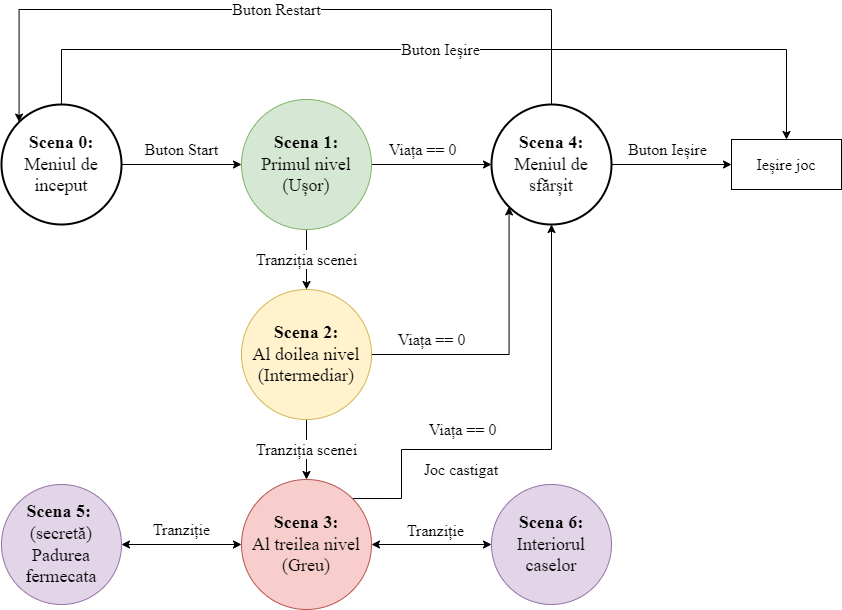 Buton Restart
Buton Ieșire
Scena 0:
Meniul de
inceput
Buton Start
Scena 1:
Primul nivel
(Ușor)
Viața == 0
Scena 4:
Meniul de
sfârșit
Buton Ieșire
Ieșire joc
Tranziția scenei
Scena 2:
Al doilea nivel
(Intermediar)
Viața == 0
Tranziția scenei
Viața == 0
Joc castigat
Scena 5:
(secretă)
Padurea
fermecata
Tranziție
Scena 3:
Al treilea nivel
(Greu)
Tranziție
Scena 6:
Interiorul
caselor